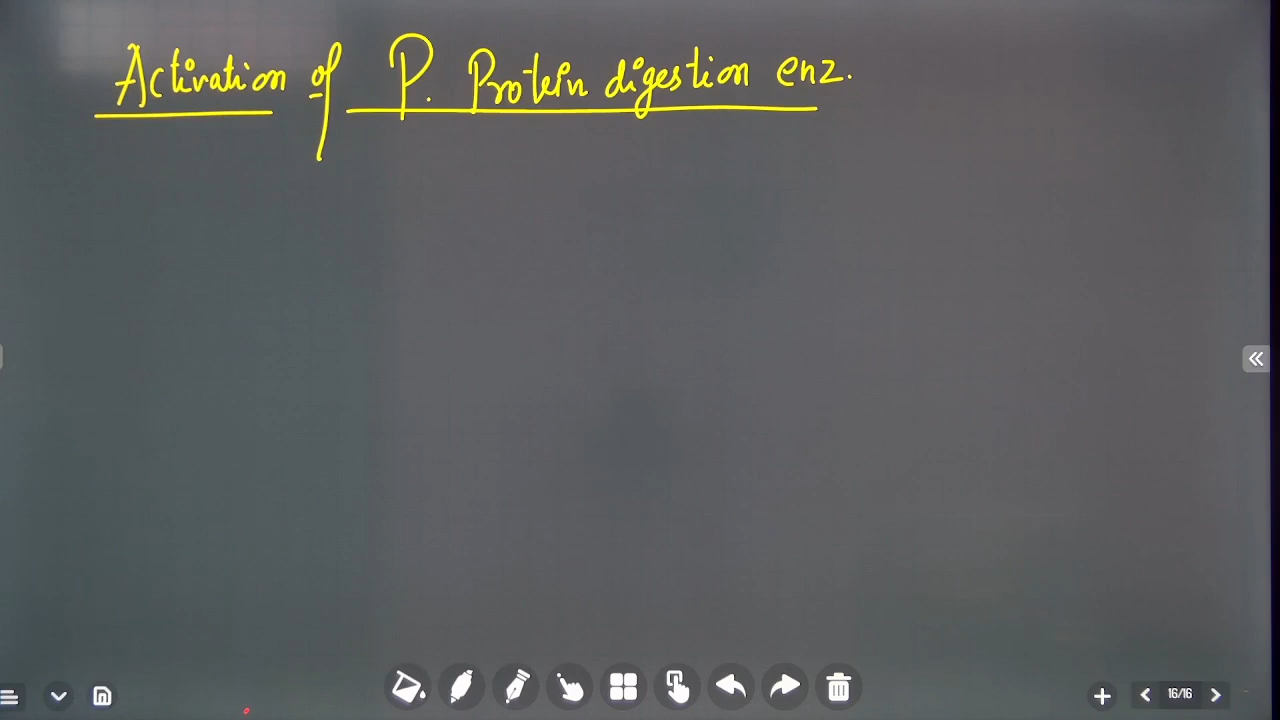 Activation of P. Protein digestion enz.
16/16